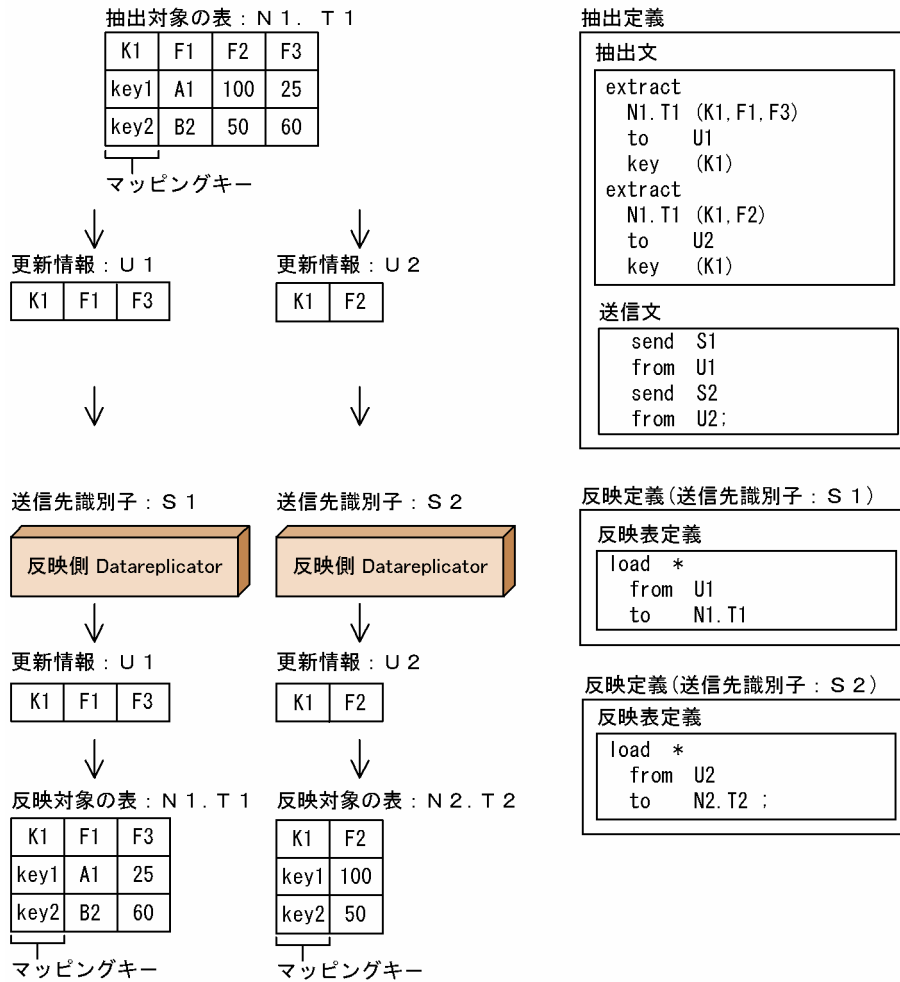 抽出対象の表：Ｎ１．Ｔ１
K1 F1 F2 F3
key1 A1 100 25
key2 B2 50 60
マッピングキー
更新情報：Ｕ１
K1 F1 F3
更新情報：Ｕ２
K1 F2
送信先識別子：Ｓ１
反映側 Datareplicator
送信先識別子：Ｓ２
反映側 Datareplicator
更新情報：Ｕ１
K1 F1 F3
更新情報：Ｕ２
K1 F2
反映対象の表：Ｎ１．Ｔ１
K1 F1 F3
key1 A1 25
key2 B2 60
マッピングキー
反映対象の表：Ｎ２．Ｔ２
K1 F2
key1 100
key2 50
マッピングキー
抽出定義
抽出文
extract
N1.T1 (K1,F1,F3)
to U1
key (K1)
extract
N1.T1 (K1,F2)
to U2
key (K1)
送信文
send S1
from U1
send S2
from U2;
反映定義(送信先識別子：Ｓ１)
反映表定義
load *
from U1
to N1.T1
反映定義(送信先識別子：Ｓ２)
反映表定義
load *
from U2
to N2.T2 ;